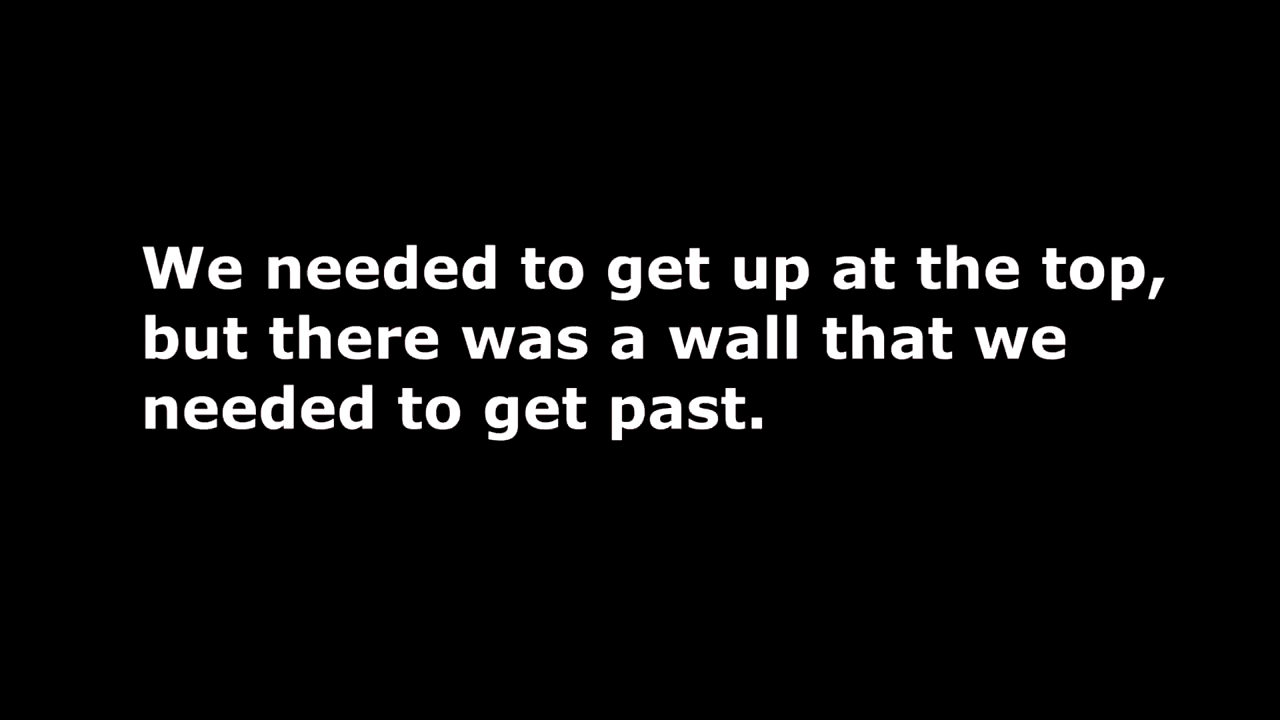 We needed to get up at the top,
but there was a wall that we
needed to get past.